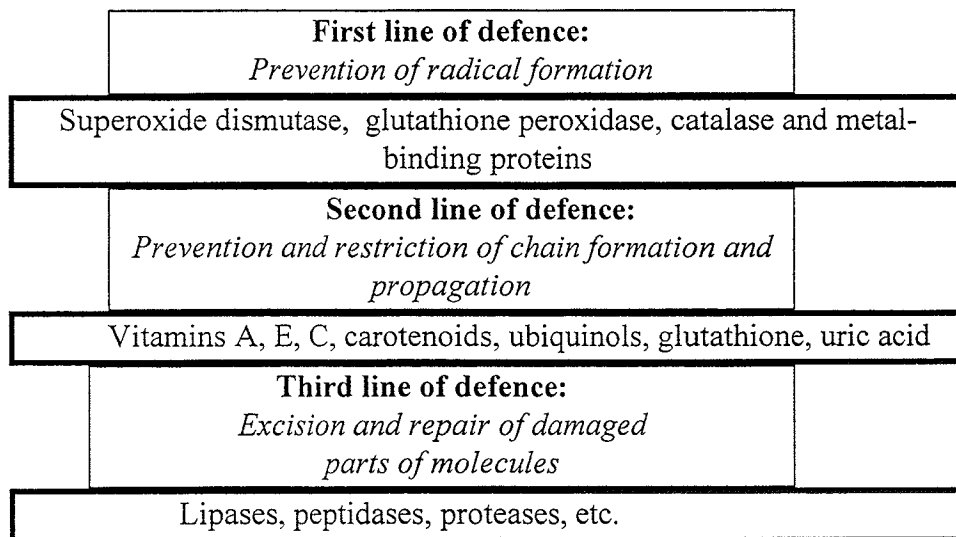 First line of defence:
Prevention of radical formation
Superoxide dismutase, glutathione peroxidase, catalase and metal-
binding proteins
Second line of defence:
Prevention and restriction of chain formation and
propagation
Vitamins A, E, C, carotenoids, ubiquinols, glutathione, uric acid
Third line of defence:
Excision and repair of damaged
parts of molecules
Lipases, peptidases, proteases, etc.